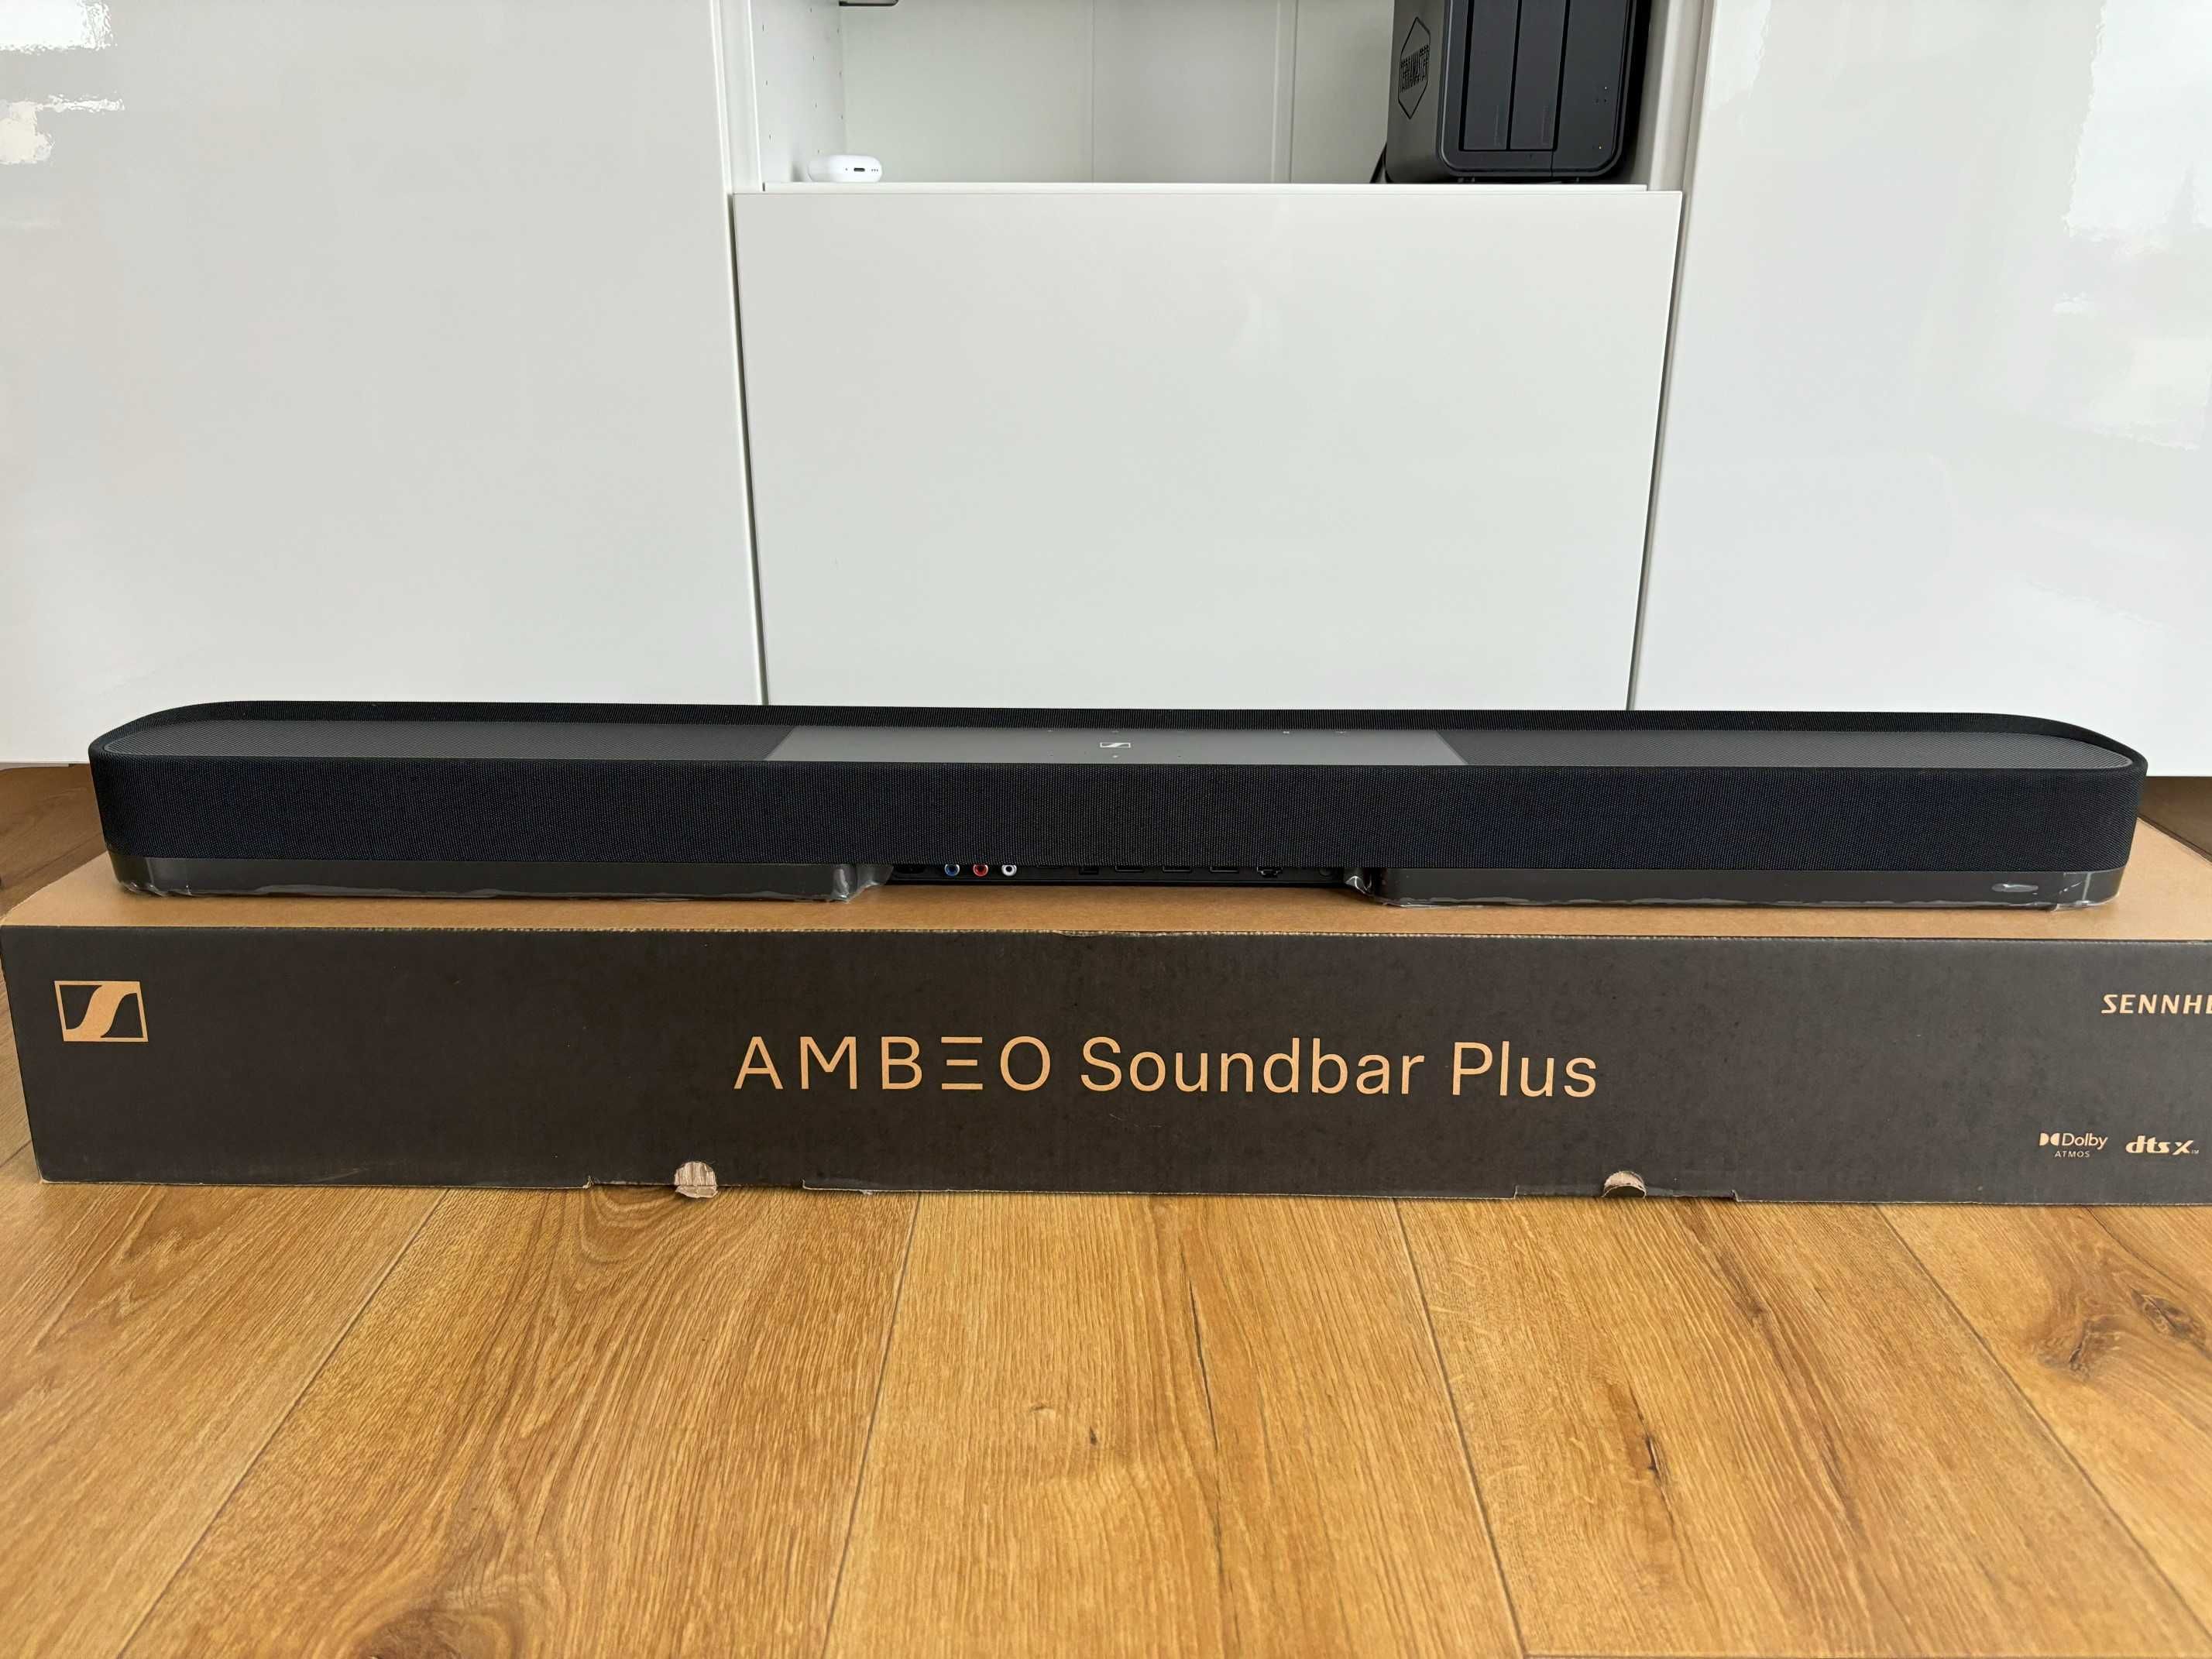 SENNHE
AMBEO Soundbar Plus
Dolby
ATMOS
dts X